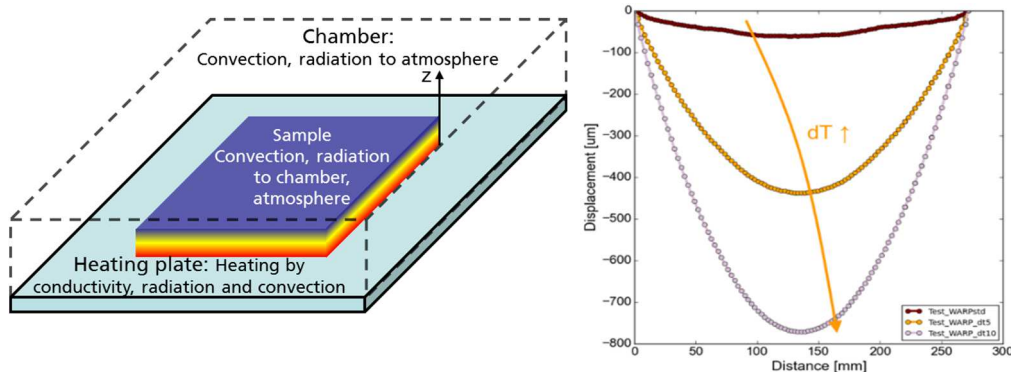 Chamber:
Convection, radiation to atmosphere
z
Sample
Convection, radiation
to chamber,
atmosphere
Heating plate: Heating by
conductivity, radiation and convection
0
−100
−200
−300
−400
−500
−600
−700
−800
Displacement [um]
dT ↑
Test_WARPstd
Test_WARP_dt5
Test_WARP_dt10
0 50 100 150 200 250 300
Distance [mm]